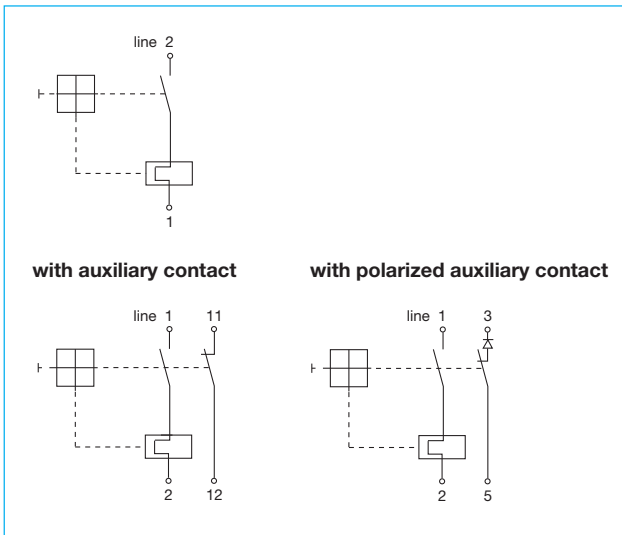 line 2
1
with auxiliary contact
with polarized auxiliary contact
line 1 11
line 1 3
2 12
2 5